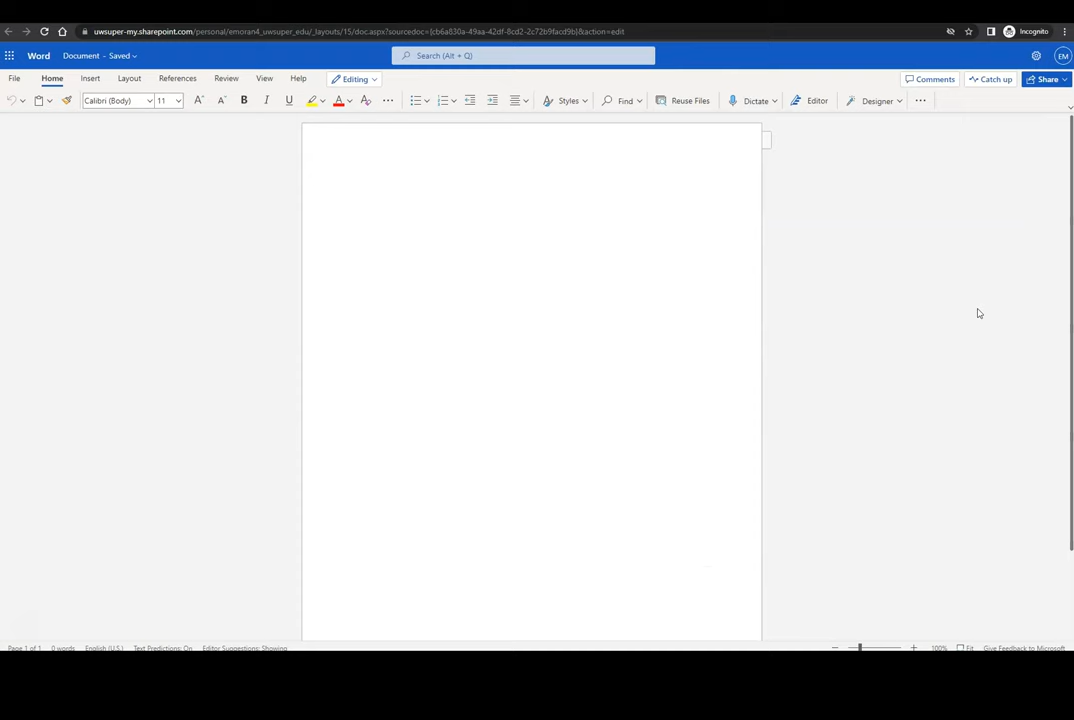 uwsuper-my.sharepoint.com/personal/emoran4_uwsuper_edu/_layouts/15/doc.aspx?sourcedoc={cb6a830a-49aa-42df-8cd2-2c72b9facd9b}&action=edit
Incognito
Word Document - Saved Search (Alt + Q) EM
File Home Insert Layout References Review View Help Editing Comments Catch up Share
Calibri (Body) 11 A A B I U A A Styles Find Reuse Files Dictate Editor Designer
Page 1 of 1 0 words English (U.S.) Text Predictions: On Editor Suggestions: Showing 100% Fit Give Feedback to Microsoft